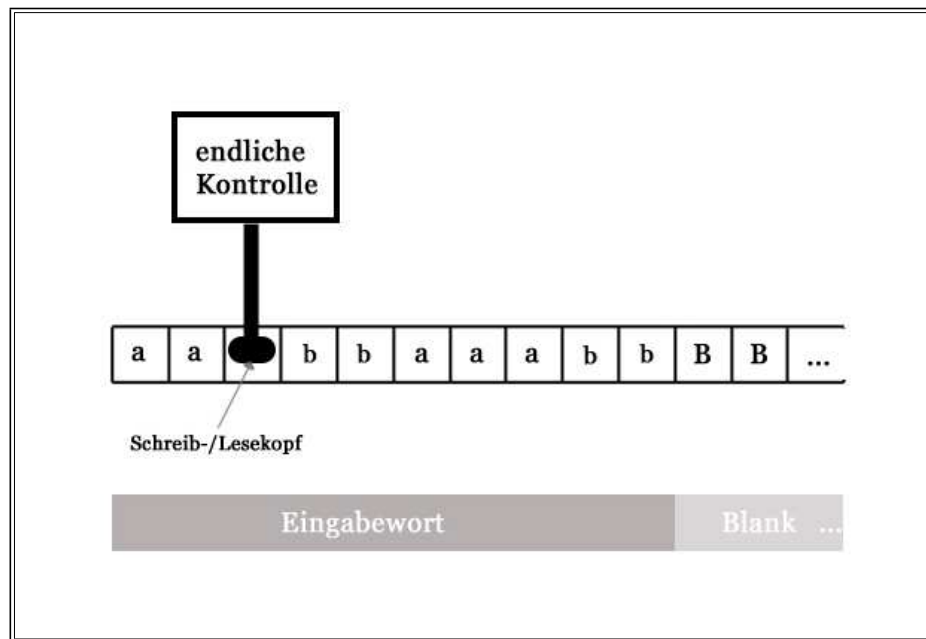 endliche
Kontrolle
a a b b a a a b b B B ...
Schreib-/Lesekopf
Eingabewort Blank ...